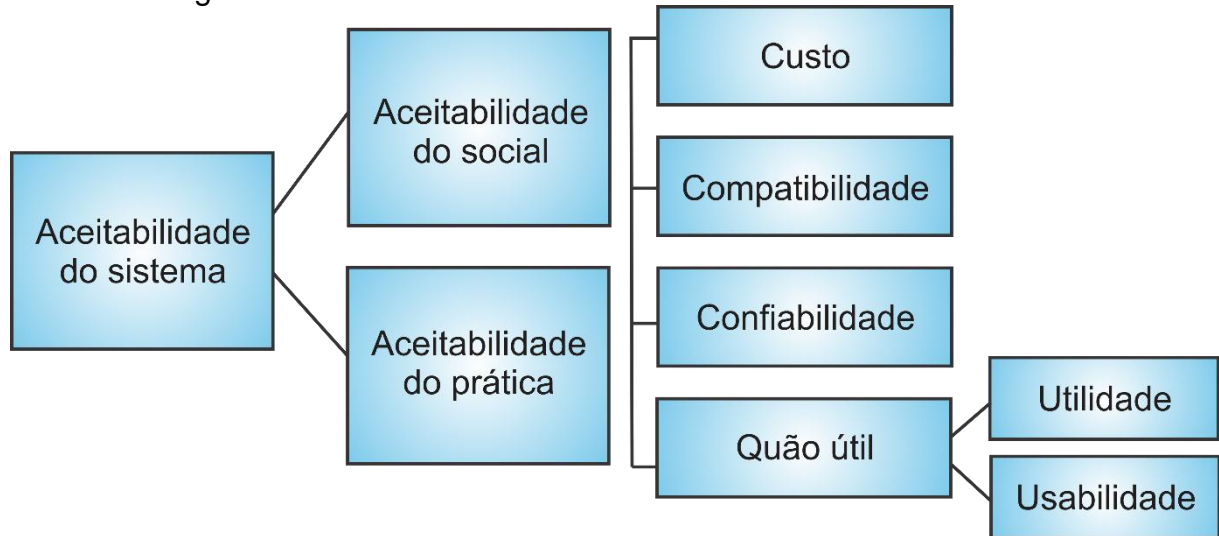 Aceitabilidade
do sistema
Aceitabilidade
do social
Aceitabilidade
do prática
Custo
Compatibilidade
Confiabilidade
Quão útil
Utilidade
Usabilidade